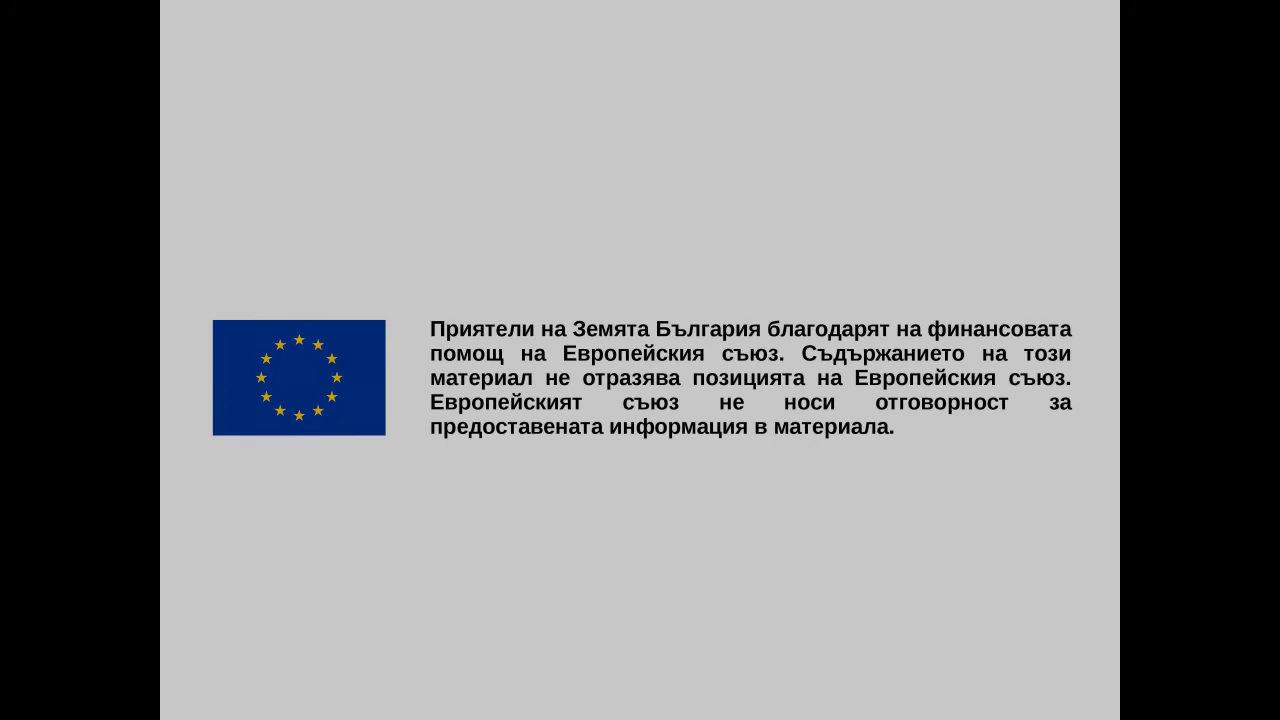 Приятели на Земята България благодарят на финансовата
помощ на Европейския съюз. Съдържанието на този
материал не отразява позицията на Европейския съюз.
Европейският съюз не носи отговорност за
предоставената информация в материала.